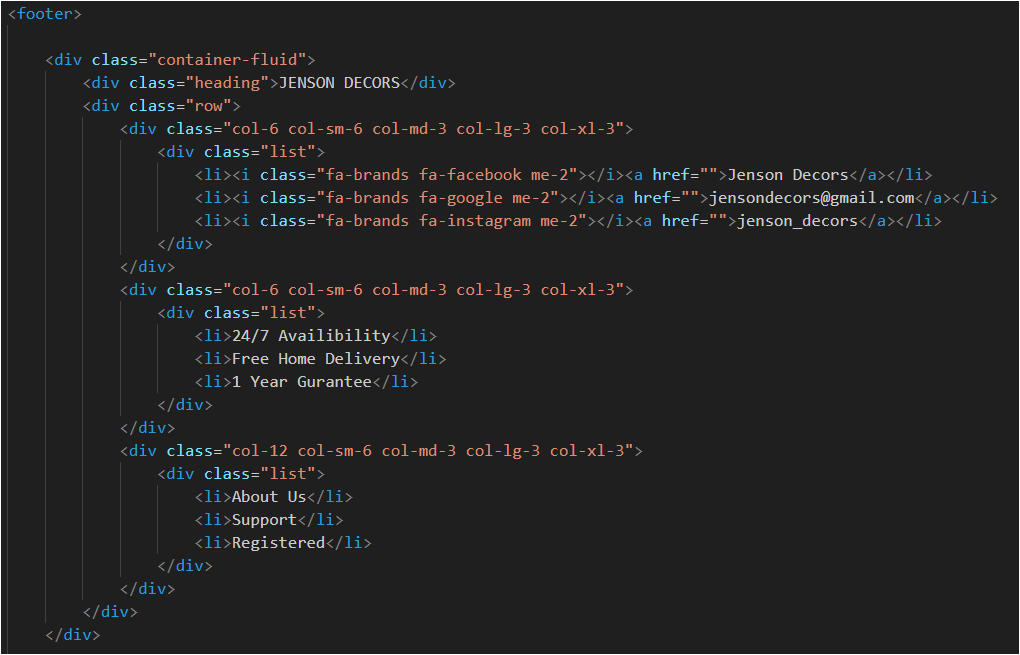 <footer>
<div class="container-fluid">
<div class="heading">JENSON DECORS</div>
<div class="row">
<div class="col-6 col-sm-6 col-md-3 col-lg-3 col-xl-3">
<div class="list">
<li><i class="fa-brands fa-facebook me-2"></i><a href="">Jenson Decors</a></li>
<li><i class="fa-brands fa-google me-2"></i><a href="">jensondecors@gmail.com</a></li>
<li><i class="fa-brands fa-instagram me-2"></i><a href="">jenson_decors</a></li>
</div>
</div>
<div class="col-6 col-sm-6 col-md-3 col-lg-3 col-xl-3">
<div class="list">
<li>24/7 Availibility</li>
<li>Free Home Delivery</li>
<li>1 Year Gurantee</li>
</div>
</div>
<div class="col-12 col-sm-6 col-md-3 col-lg-3 col-xl-3">
<div class="list">
<li>About Us</li>
<li>Support</li>
<li>Registered</li>
</div>
</div>
</div>
</div>